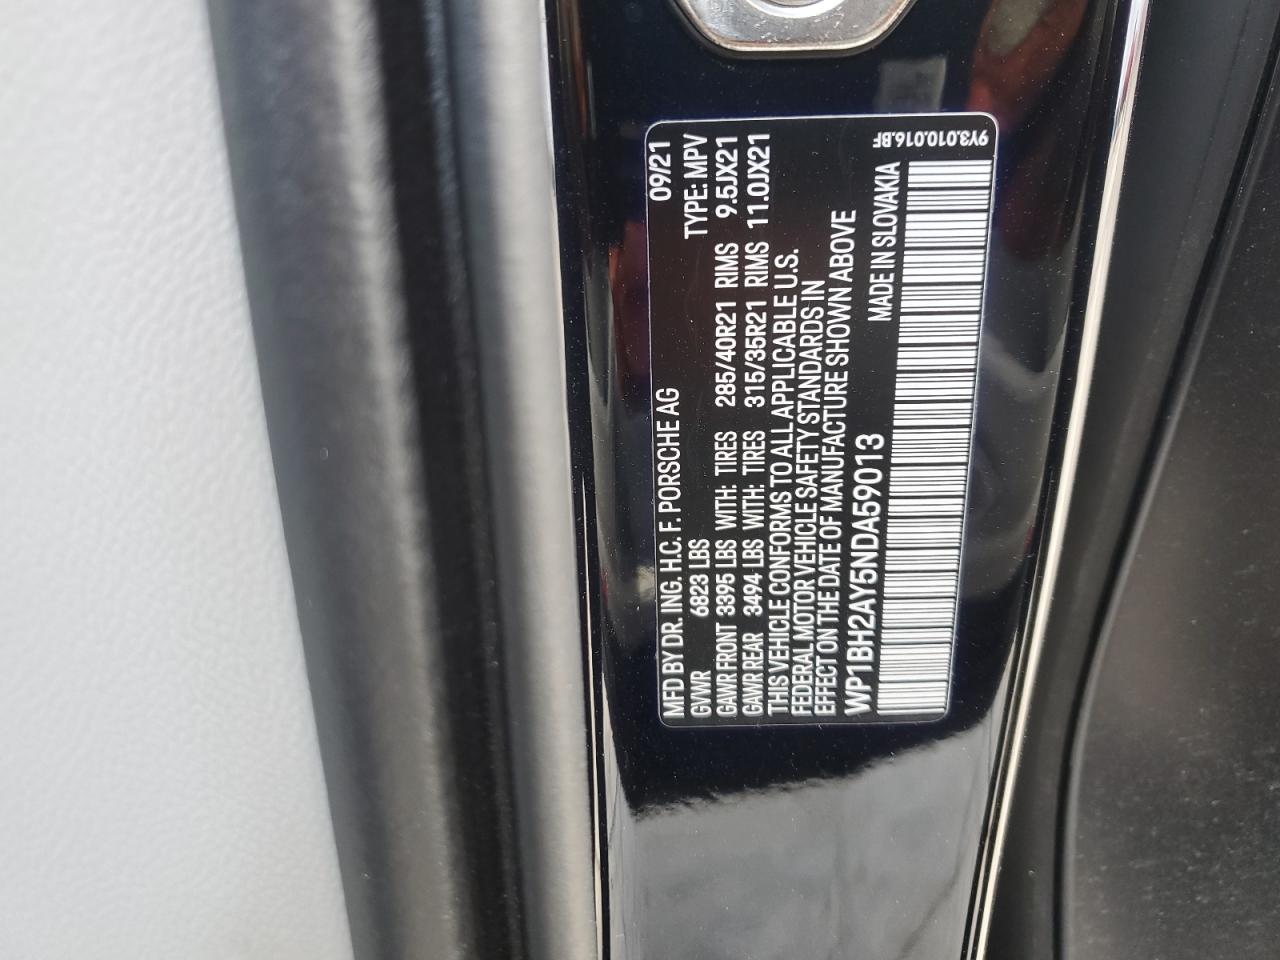 MFD BY DR. ING. H.C. F. PORSCHE AG 09/21
GVWR 6823 LBS TYPE: MPV
GAWR FRONT 3395 LBS WITH: TIRES 285/40R21 RIMS 9.5JX21
GAWR REAR 3494 LBS WITH: TIRES 315/35R21 RIMS 11.0JX21
THIS VEHICLE CONFORMS TO ALL APPLICABLE U.S.
FEDERAL MOTOR VEHICLE SAFETY STANDARDS IN
EFFECT ON THE DATE OF MANUFACTURE SHOWN ABOVE
WP1BH2AY5NDA59013 MADE IN SLOVAKIA
9Y3.010.016.BF